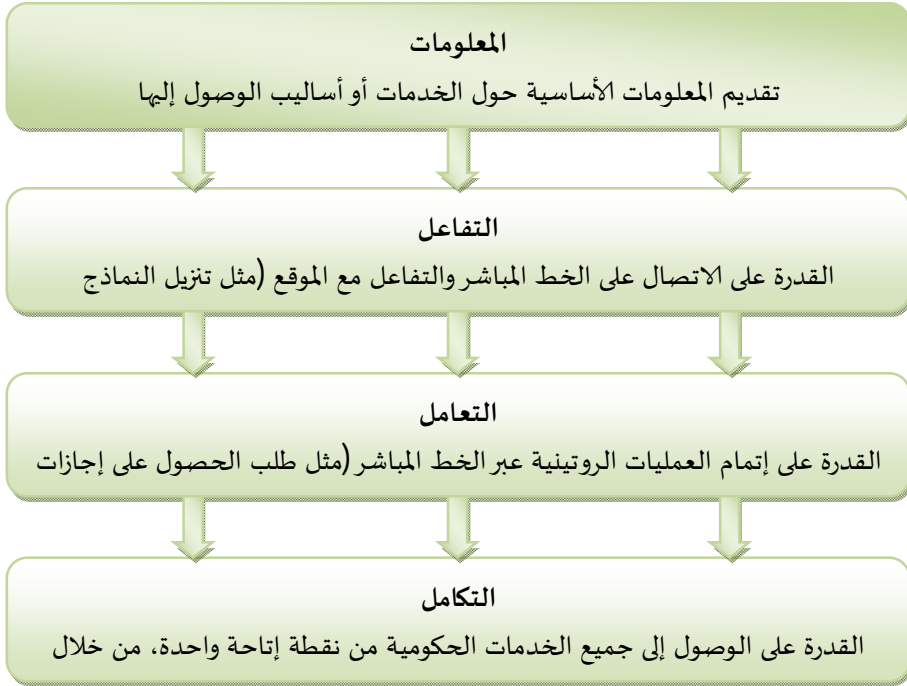 المعلومات
تقديم المعلومات الأساسية حول الخدمات أو أساليب الوصول إليها
التفاعل
القدرة على الاتصال على الخط المباشر والتفاعل مع الموقع (مثل تنزيل النماذج
التعامل
القدرة على إتمام العمليات الروتينية عبر الخط المباشر (مثل طلب الحصول على إجازات
التكامل
القدرة على الوصول إلى جميع الخدمات الحكومية من نقطة إتاحة واحدة، من خلال